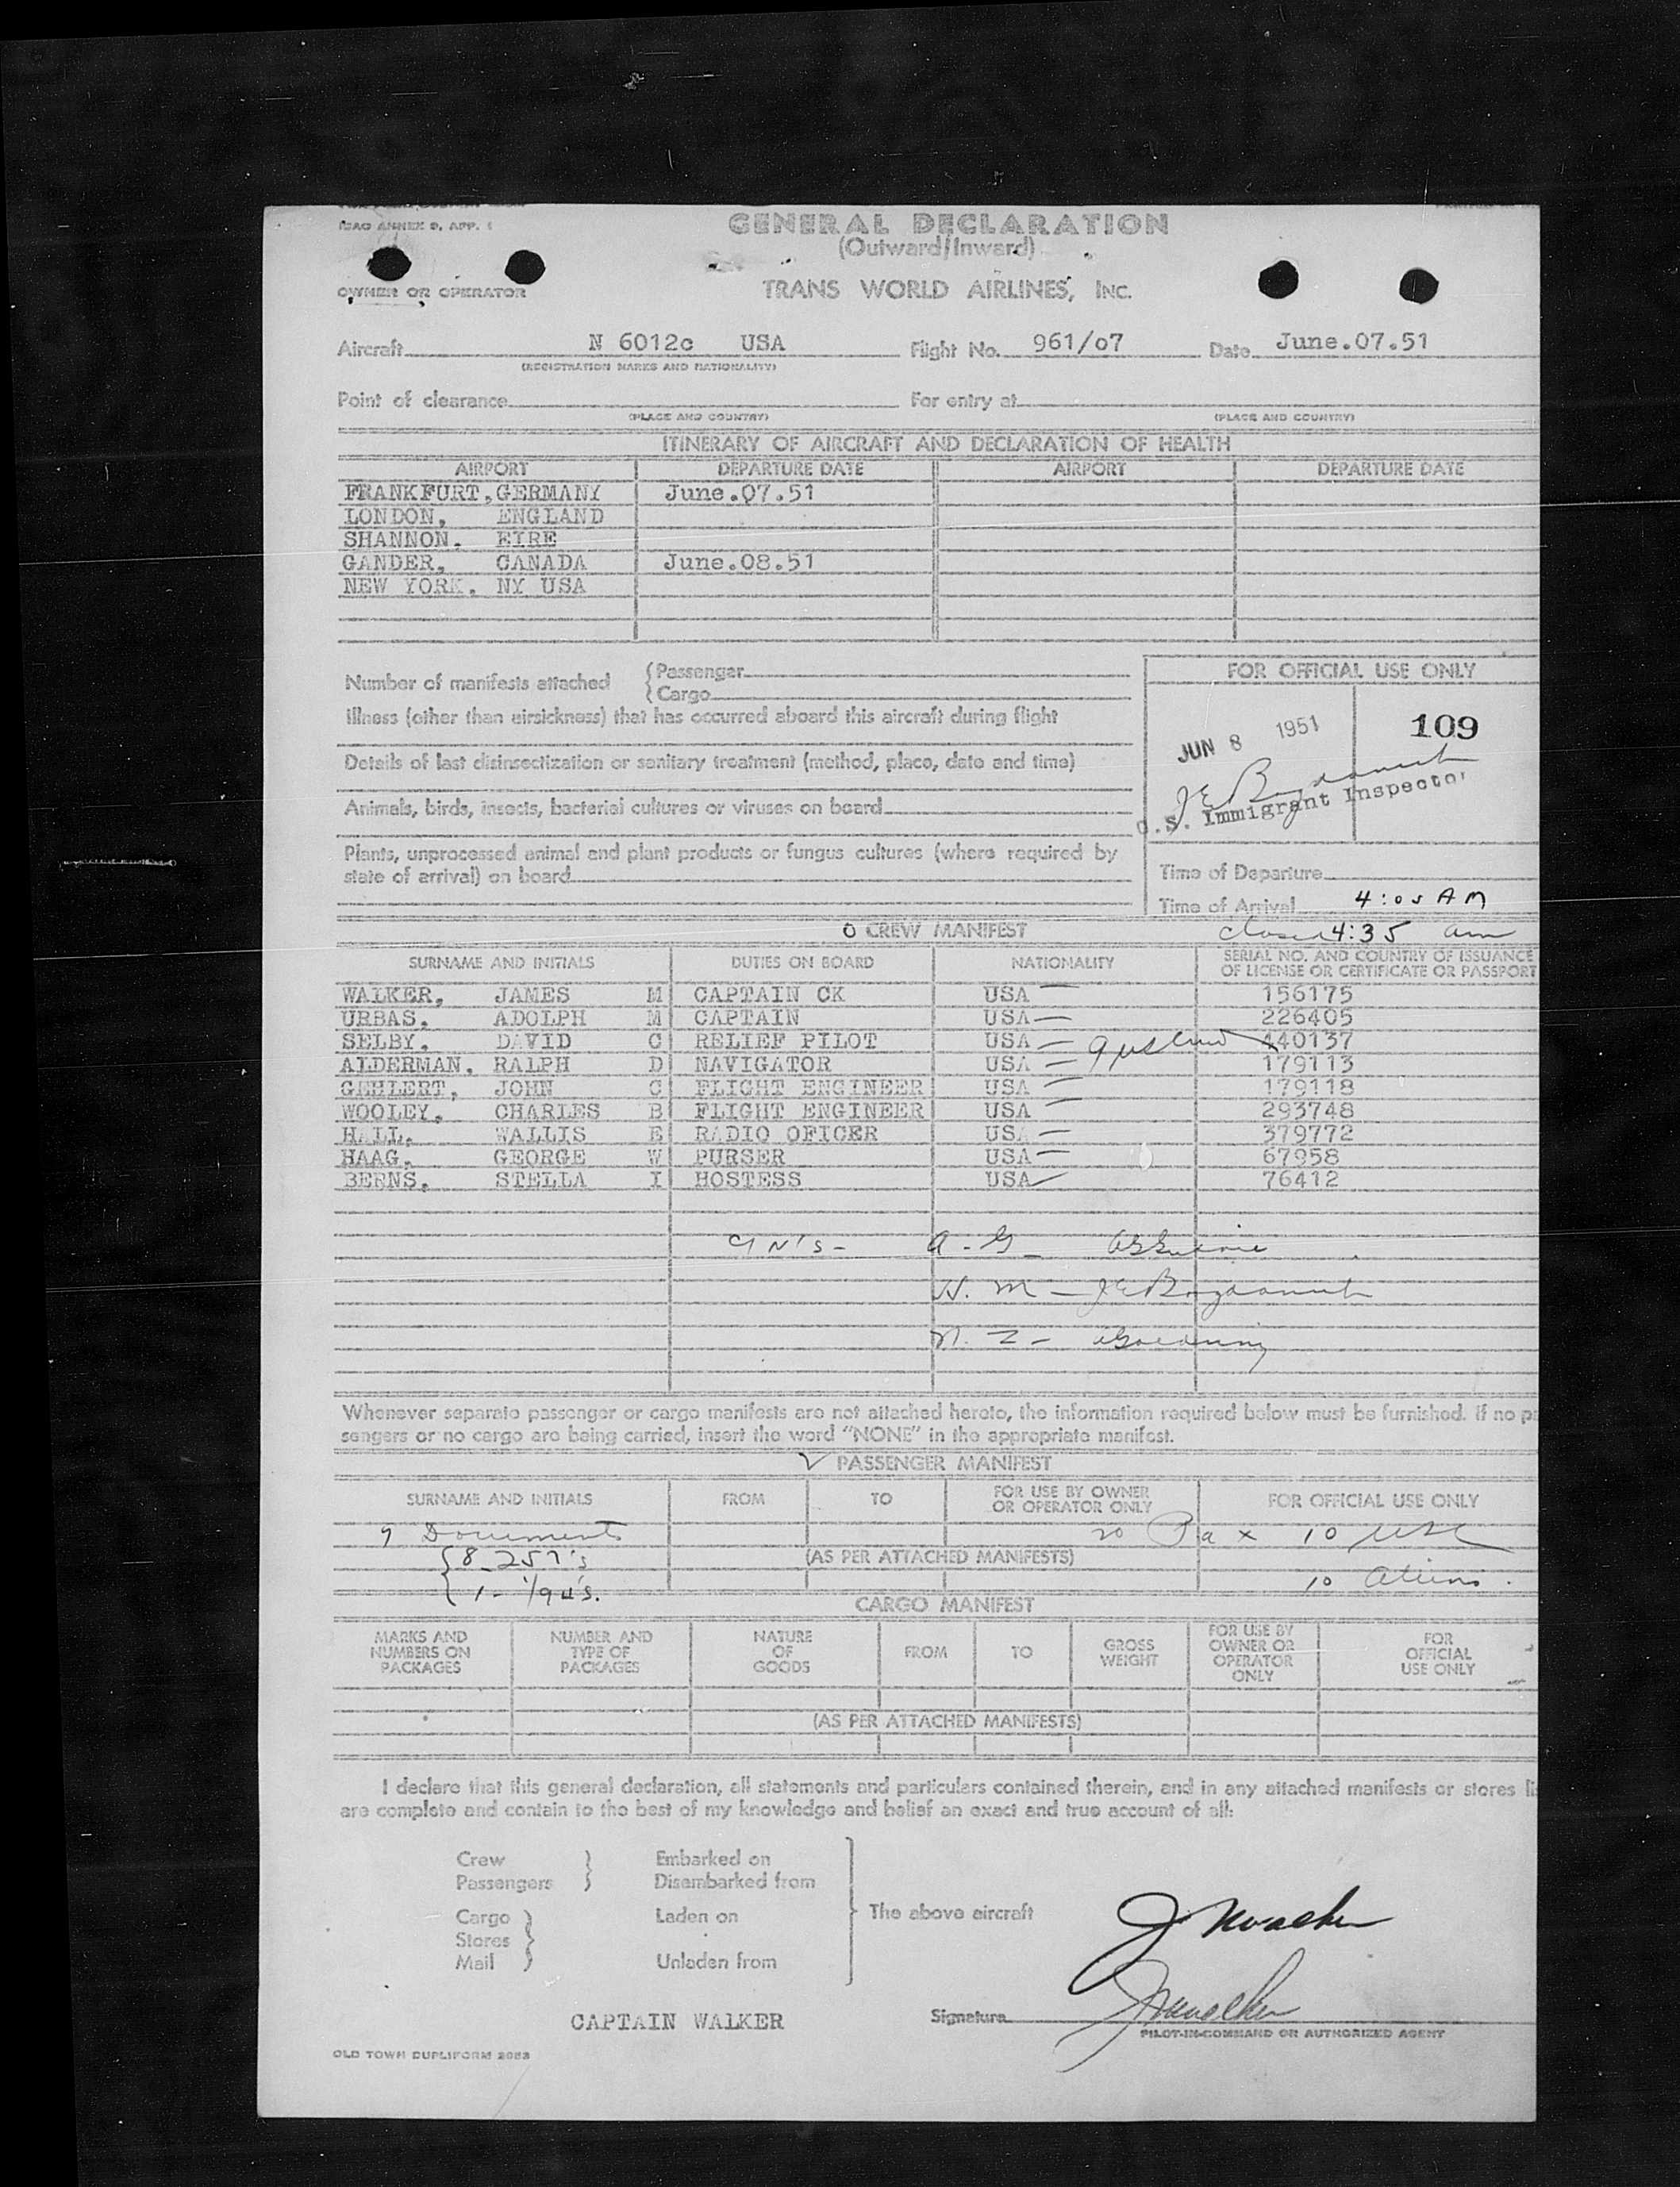 ICAO ANNEX 9, APP. 1
GENERAL DECLARATION
(Outward/Inward)
OWNER OR OPERATOR TRANS WORLD AIRLINES, INC.
Aircraft N 6012c USA Flight No. 961/07 Date June.07.51
(REGISTRATION MARKS AND NATIONALITY)
Point of clearance For entry at
(PLACE AND COUNTRY) (PLACE AND COUNTRY)
ITINERARY OF AIRCRAFT AND DECLARATION OF HEALTH
AIRPORT DEPARTURE DATE AIRPORT DEPARTURE DATE
FRANKFURT, GERMANY June.07.51
LONDON, ENGLAND
SHANNON. EIRE
GANDER, CANADA June.08.51
NEW YORK. NY USA
Number of manifests attached { Passenger
{ Cargo
Illness (other than airsickness) that has occurred aboard this aircraft during flight
Details of last disinsectization or sanitary treatment (method, place, date and time)
Animals, birds, insects, bacterial cultures or viruses on board
Plants, unprocessed animal and plant products or fungus cultures (where required by
state of arrival) on board
FOR OFFICIAL USE ONLY
JUN 8 1951 109
U.S. Immigrant Inspector
Time of Departure
Time of Arrival 4:05 AM
closed 4:35 am
CREW MANIFEST
SURNAME AND INITIALS DUTIES ON BOARD NATIONALITY SERIAL NO. AND COUNTRY OF ISSUANCE
OF LICENSE OR CERTIFICATE OR PASSPORT
WALKER, JAMES M CAPTAIN CK USA 156175
URBAS, ADOLPH M CAPTAIN USA 226405
SELBY, DAVID C RELIEF PILOT USA 440137
ALDERMAN, RALPH D NAVIGATOR USA 179113
GEHLERT, JOHN C FLIGHT ENGINEER USA 179118
WOOLEY, CHARLES B FLIGHT ENGINEER USA 293748
HALL, WALLIS E RADIO OFICER USA 379772
HAAG, GEORGE W PURSER USA 67958
BERNS, STELLA I HOSTESS USA 76412
A-G-
H. M-
N. Z-
Whenever separate passenger or cargo manifests are not attached hereto, the information required below must be furnished. If no pa
sengers or no cargo are being carried, insert the word "NONE" in the appropriate manifest.
PASSENGER MANIFEST
SURNAME AND INITIALS FROM TO FOR USE BY OWNER
OR OPERATOR ONLY FOR OFFICIAL USE ONLY
9 Documents 20 Pax 10 USC
{ 8-257's (AS PER ATTACHED MANIFESTS)
{ 1- I/94's. 10 Aliens.
CARGO MANIFEST
MARKS AND NUMBERS ON PACKAGES NUMBER AND TYPE OF PACKAGES NATURE OF GOODS FROM TO GROSS WEIGHT FOR USE BY OWNER OR OPERATOR ONLY FOR OFFICIAL USE ONLY
(AS PER ATTACHED MANIFESTS)
I declare that this general declaration, all statements and particulars contained therein, and in any attached manifests or stores lis
are complete and contain to the best of my knowledge and belief an exact and true account of all:
Crew } Embarked on
Passengers } Disembarked from
Cargo } Laden on The above aircraft
Stores }
Mail } Unladen from
CAPTAIN WALKER Signature
PILOT-IN-COMMAND OR AUTHORIZED AGENT
OLD TOWN DUPLIFORM 2083